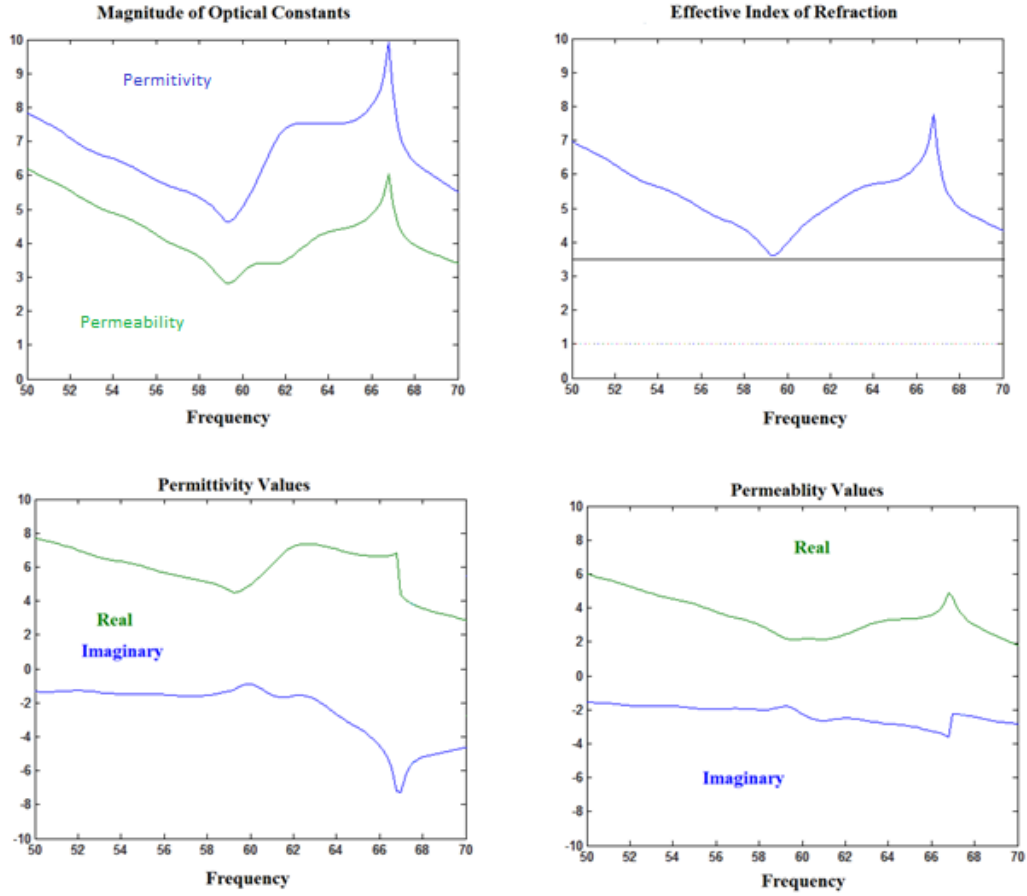 Magnitude of Optical Constants
10
9
8
7
6
5
4
3
2
1
0
Permitivity
Permeability
50 52 54 56 58 60 62 64 66 68 70
Frequency
Effective Index of Refraction
10
9
8
7
6
5
4
3
2
1
0
50 52 54 56 58 60 62 64 66 68 70
Frequency
Permittivity Values
10
8
6
4
2
0
-2
-4
-6
-8
-10
Real
Imaginary
50 52 54 56 58 60 62 64 66 68 70
Frequency
Permeablity Values
10
8
6
4
2
0
-2
-4
-6
-8
-10
Real
Imaginary
50 52 54 56 58 60 62 64 66 68 70
Frequency